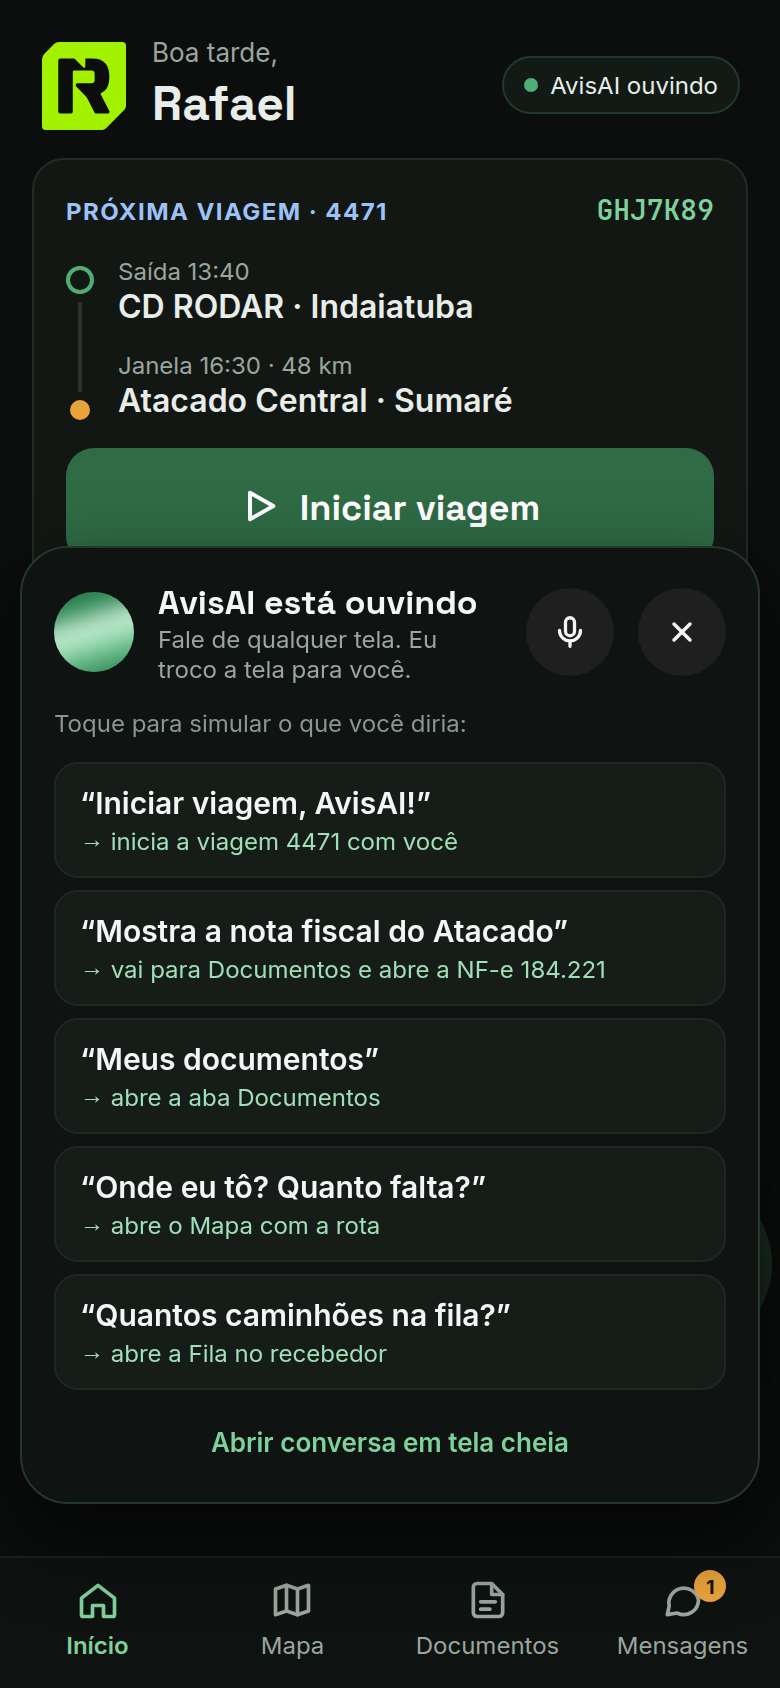 R
Boa tarde,
Rafael
AvisAI ouvindo
PRÓXIMA VIAGEM · 4471
GHJ7K89
Saída 13:40
CD RODAR · Indaiatuba
Janela 16:30 · 48 km
Atacado Central · Sumaré
Iniciar viagem
AvisAI está ouvindo
Fale de qualquer tela. Eu
troco a tela para você.
Toque para simular o que você diria:
“Iniciar viagem, AvisAI!”
→ inicia a viagem 4471 com você
“Mostra a nota fiscal do Atacado”
→ vai para Documentos e abre a NF-e 184.221
“Meus documentos”
→ abre a aba Documentos
“Onde eu tô? Quanto falta?”
→ abre o Mapa com a rota
“Quantos caminhões na fila?”
→ abre a Fila no recebedor
Abrir conversa em tela cheia
1
Início
Mapa
Documentos
Mensagens